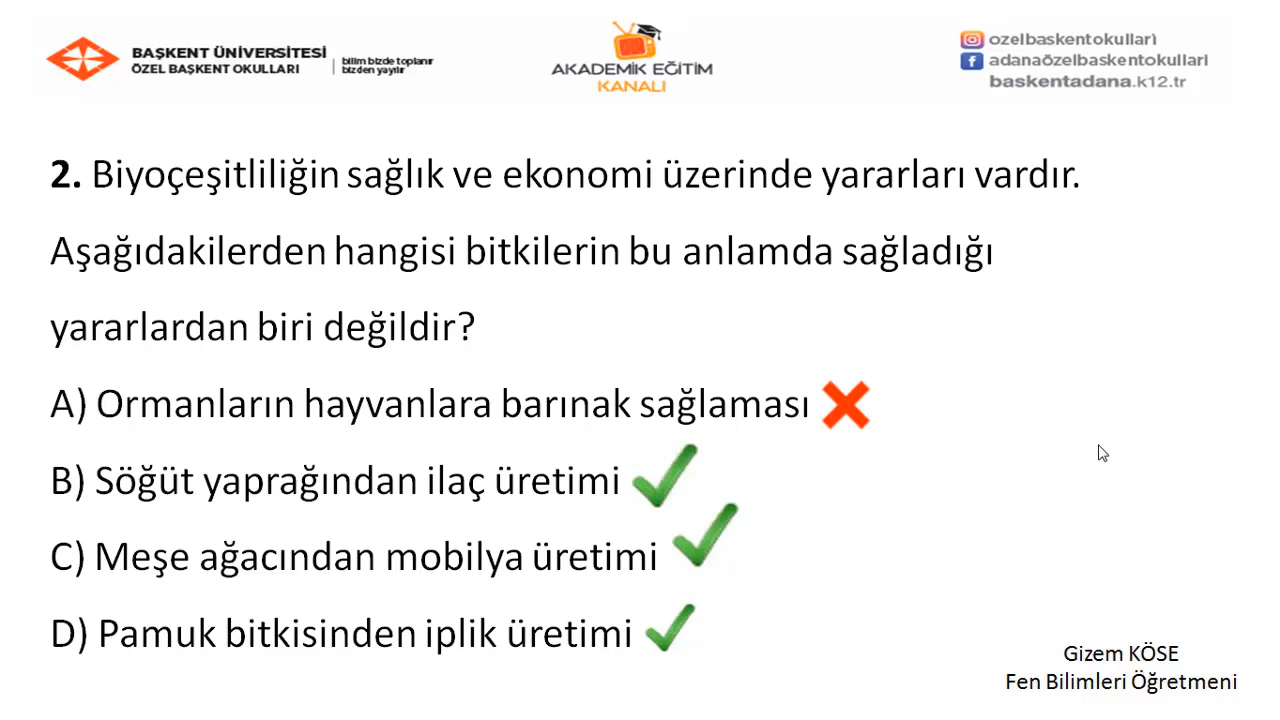 BAŞKENT ÜNİVERSİTESİ
ÖZEL BAŞKENT OKULLARI
bilim bizde toplanır
bizden yayılır
AKADEMİK EĞİTİM
KANALI
ozelbaskentokulları
adanaözelbaskentokullari
baskentadana.k12.tr
2. Biyoçeşitliliğin sağlık ve ekonomi üzerinde yararları vardır.
Aşağıdakilerden hangisi bitkilerin bu anlamda sağladığı
yararlardan biri değildir?
A) Ormanların hayvanlara barınak sağlaması
B) Söğüt yaprağından ilaç üretimi
C) Meşe ağacından mobilya üretimi
D) Pamuk bitkisinden iplik üretimi
Gizem KÖSE
Fen Bilimleri Öğretmeni